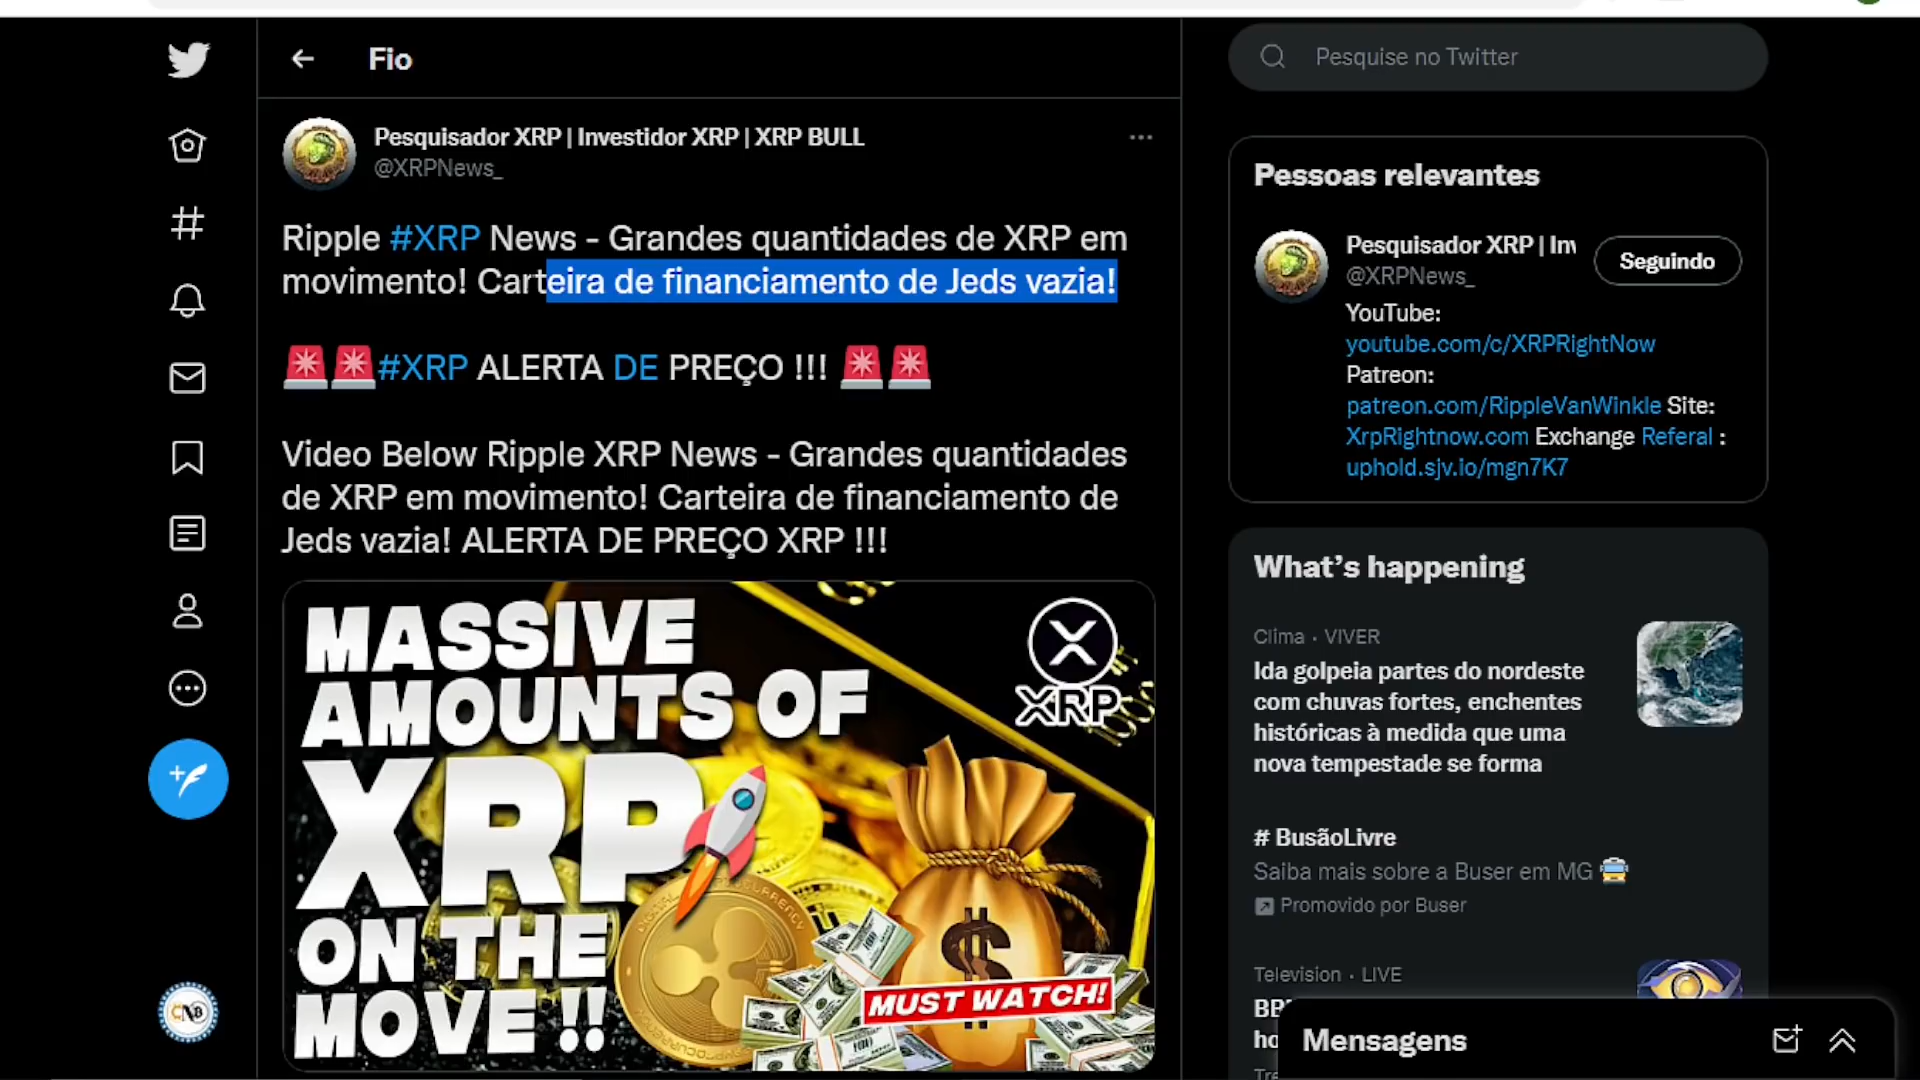 Fio
Pesquisador XRP | Investidor XRP | XRP BULL
@XRPNews_
Ripple #XRP News - Grandes quantidades de XRP em
movimento! Carteira de financiamento de Jeds vazia!
#XRP ALERTA DE PREÇO !!!
Video Below Ripple XRP News - Grandes quantidades
de XRP em movimento! Carteira de financiamento de
Jeds vazia! ALERTA DE PREÇO XRP !!!
MASSIVE
AMOUNTS OF
XRP
ON THE
MOVE !!
XRP
MUST WATCH!
Pesquise no Twitter
Pessoas relevantes
Pesquisador XRP | Inv
@XRPNews_
Seguindo
YouTube:
youtube.com/c/XRPRightNow
Patreon:
patreon.com/RippleVanWinkle Site:
XrpRightnow.com Exchange Referal :
uphold.sjv.io/mgn7K7
What's happening
Clima · VIVER
Ida golpeia partes do nordeste
com chuvas fortes, enchentes
históricas à medida que uma
nova tempestade se forma
# BusãoLivre
Saiba mais sobre a Buser em MG
Promovido por Buser
Television · LIVE
Mensagens